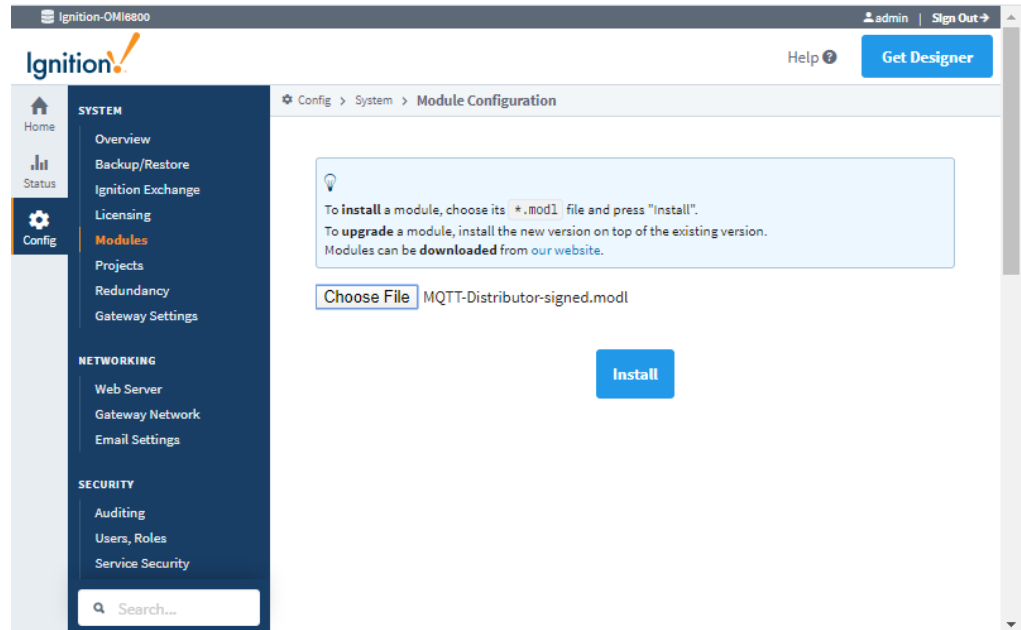 Ignition-OMI6800
admin | Sign Out
Ignition!
Help
Get Designer
Home
Status
Config
SYSTEM
Overview
Backup/Restore
Ignition Exchange
Licensing
Modules
Projects
Redundancy
Gateway Settings
NETWORKING
Web Server
Gateway Network
Email Settings
SECURITY
Auditing
Users, Roles
Service Security
Search...
Config > System > Module Configuration
To install a module, choose its *.modl file and press "Install".
To upgrade a module, install the new version on top of the existing version.
Modules can be downloaded from our website.
Choose File MQTT-Distributor-signed.modl
Install